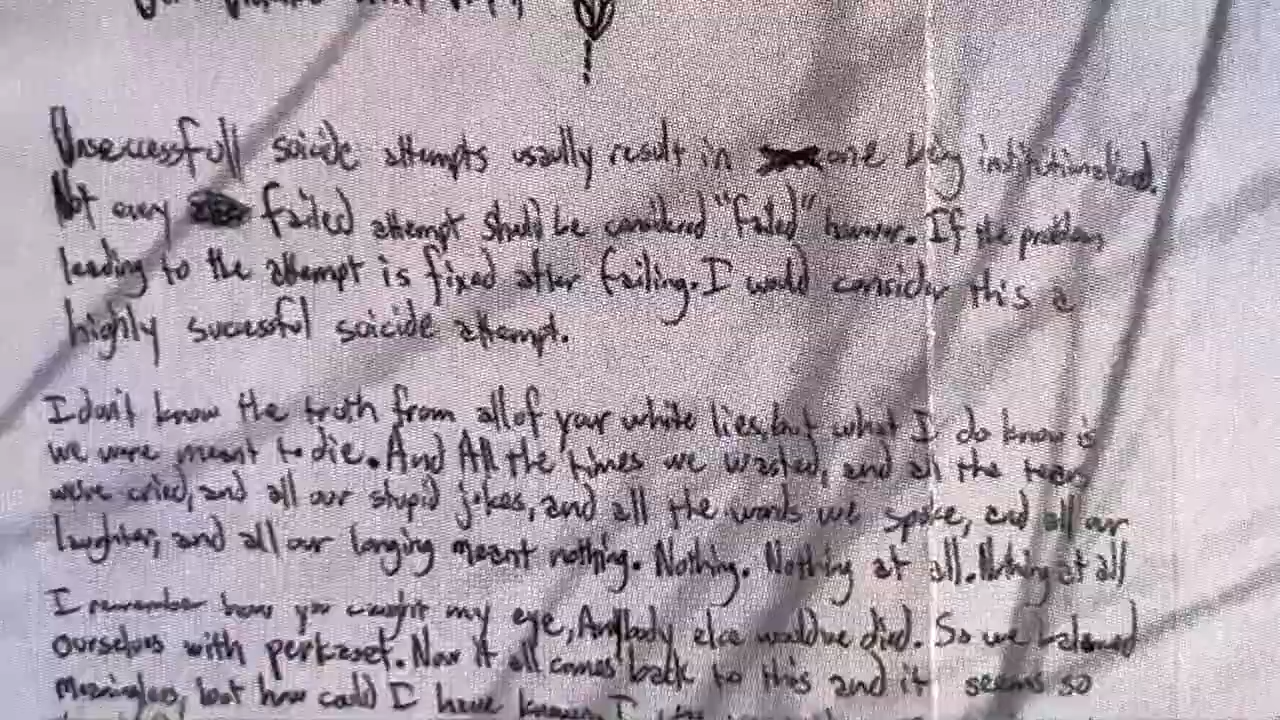 Unseccessfull suicide attempts usally result in one being institutionalized.
Not every failed attempt should be considered "failed" however. If the problem
leading to the attempt is fixed after failing. I would consider this a
highly sucessful suicide attempt.
I don't know the truth from all of your white lies, but what I do know is
we were meant to die. And All the times we wasted, and all the tears
we've cried, and all our stupid jokes, and all the words we spoke, and all our
laughter, and all our longing meant nothing. Nothing. Nothing at all. Nothing at all
I remember how you caught my eye, Anybody else would've died. So we
ourselves with perkaset. Now it all comes back to this and it seems so
but how could I have known I